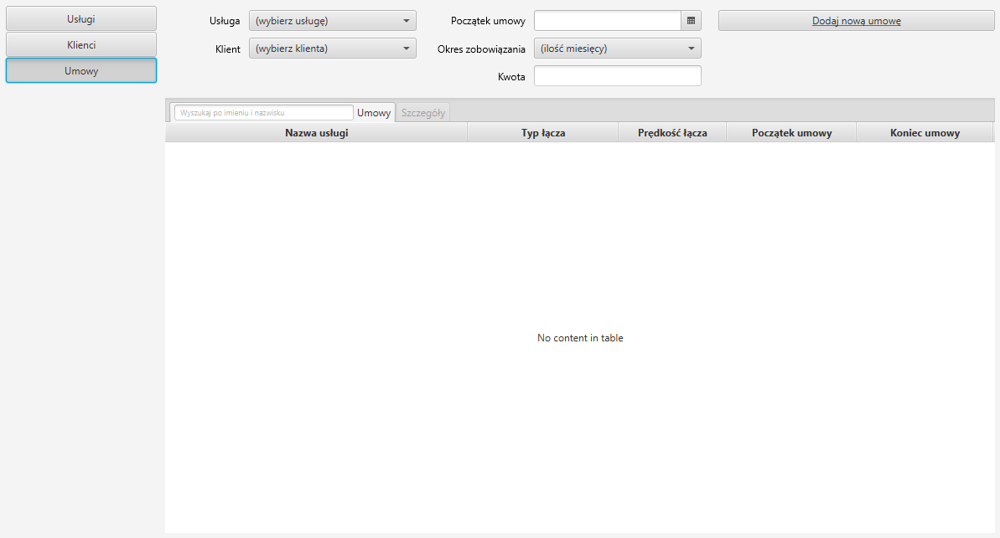 Usługi
Klienci
Umowy
Usługa (wybierz usługę) Początek umowy Dodaj nową umowe
Klient (wybierz klienta) Okres zobowiązania (ilość miesięcy)
Kwota
Wyszukaj po imieniu i nazwisku Umowy Szczegóły
Nazwa usługi Typ łącza Prędkość łącza Początek umowy Koniec umowy
No content in table